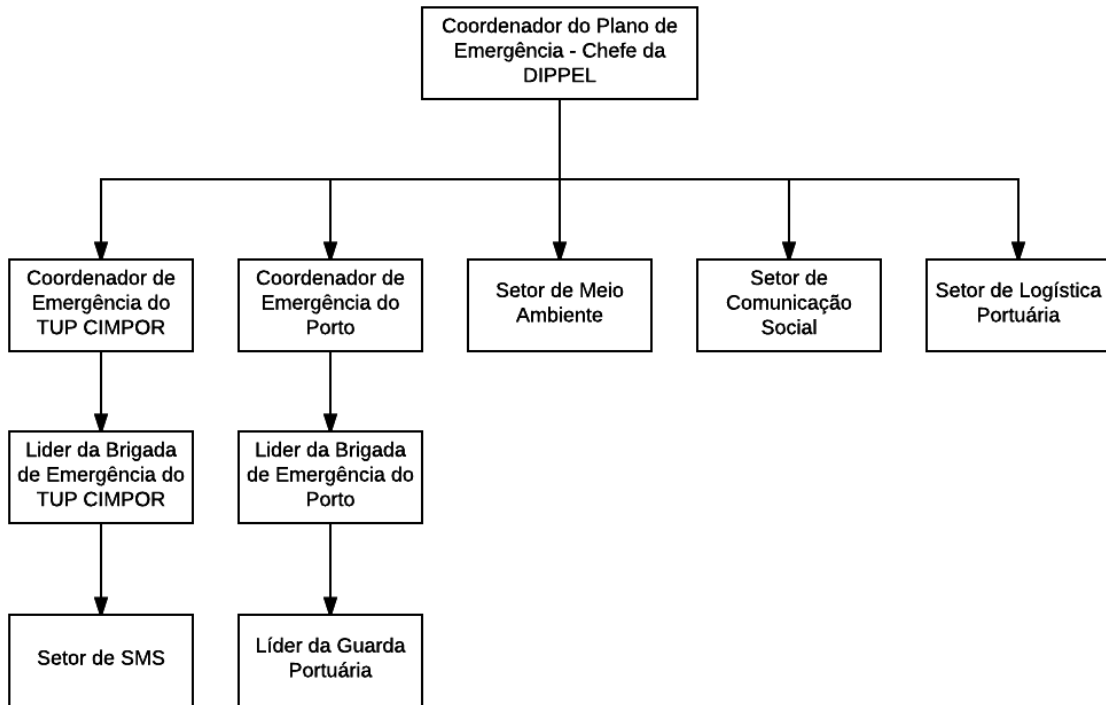 Coordenador do Plano de
Emergência - Chefe da
DIPPEL
Coordenador de
Emergência do
TUP CIMPOR
Coordenador de
Emergência do
Porto
Setor de Meio
Ambiente
Setor de
Comunicação
Social
Setor de Logística
Portuária
Lider da Brigada
de Emergência do
TUP CIMPOR
Lider da Brigada
de Emergência do
Porto
Setor de SMS
Líder da Guarda
Portuária